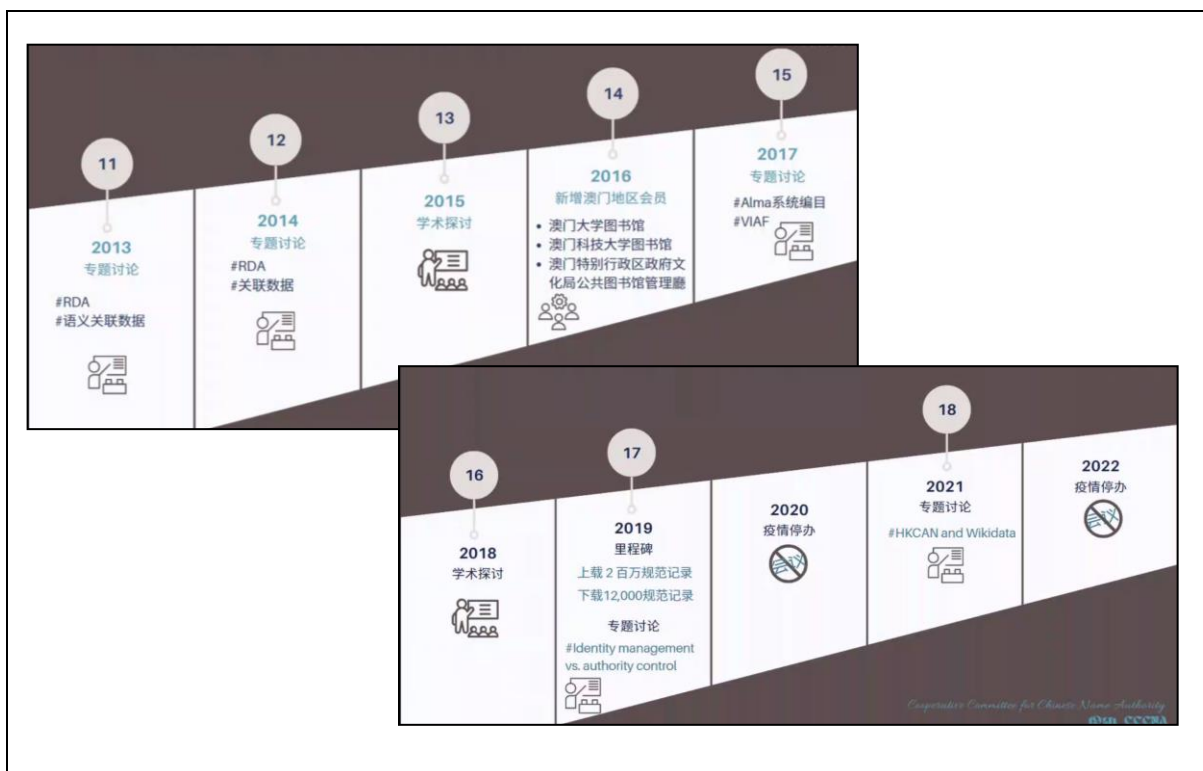 11
2013
专题讨论
#RDA
#语义关联数据
12
2014
专题讨论
#RDA
#关联数据
13
2015
学术探讨
14
2016
新增澳门地区会员
• 澳门大学图书馆
• 澳门科技大学图书馆
• 澳门特别行政区政府文
化局公共图书馆管理廳
15
2017
专题讨论
#Alma系统编目
#VIAF
16
2018
学术探讨
17
2019
里程碑
上载 2 百万规范记录
下载12,000规范记录
专题讨论
#Identity management
vs. authority control
2020
疫情停办
会议
18
2021
专题讨论
#HKCAN and Wikidata
2022
疫情停办
会议
Cooperative Committee for Chinese Name Authority
CCCNA